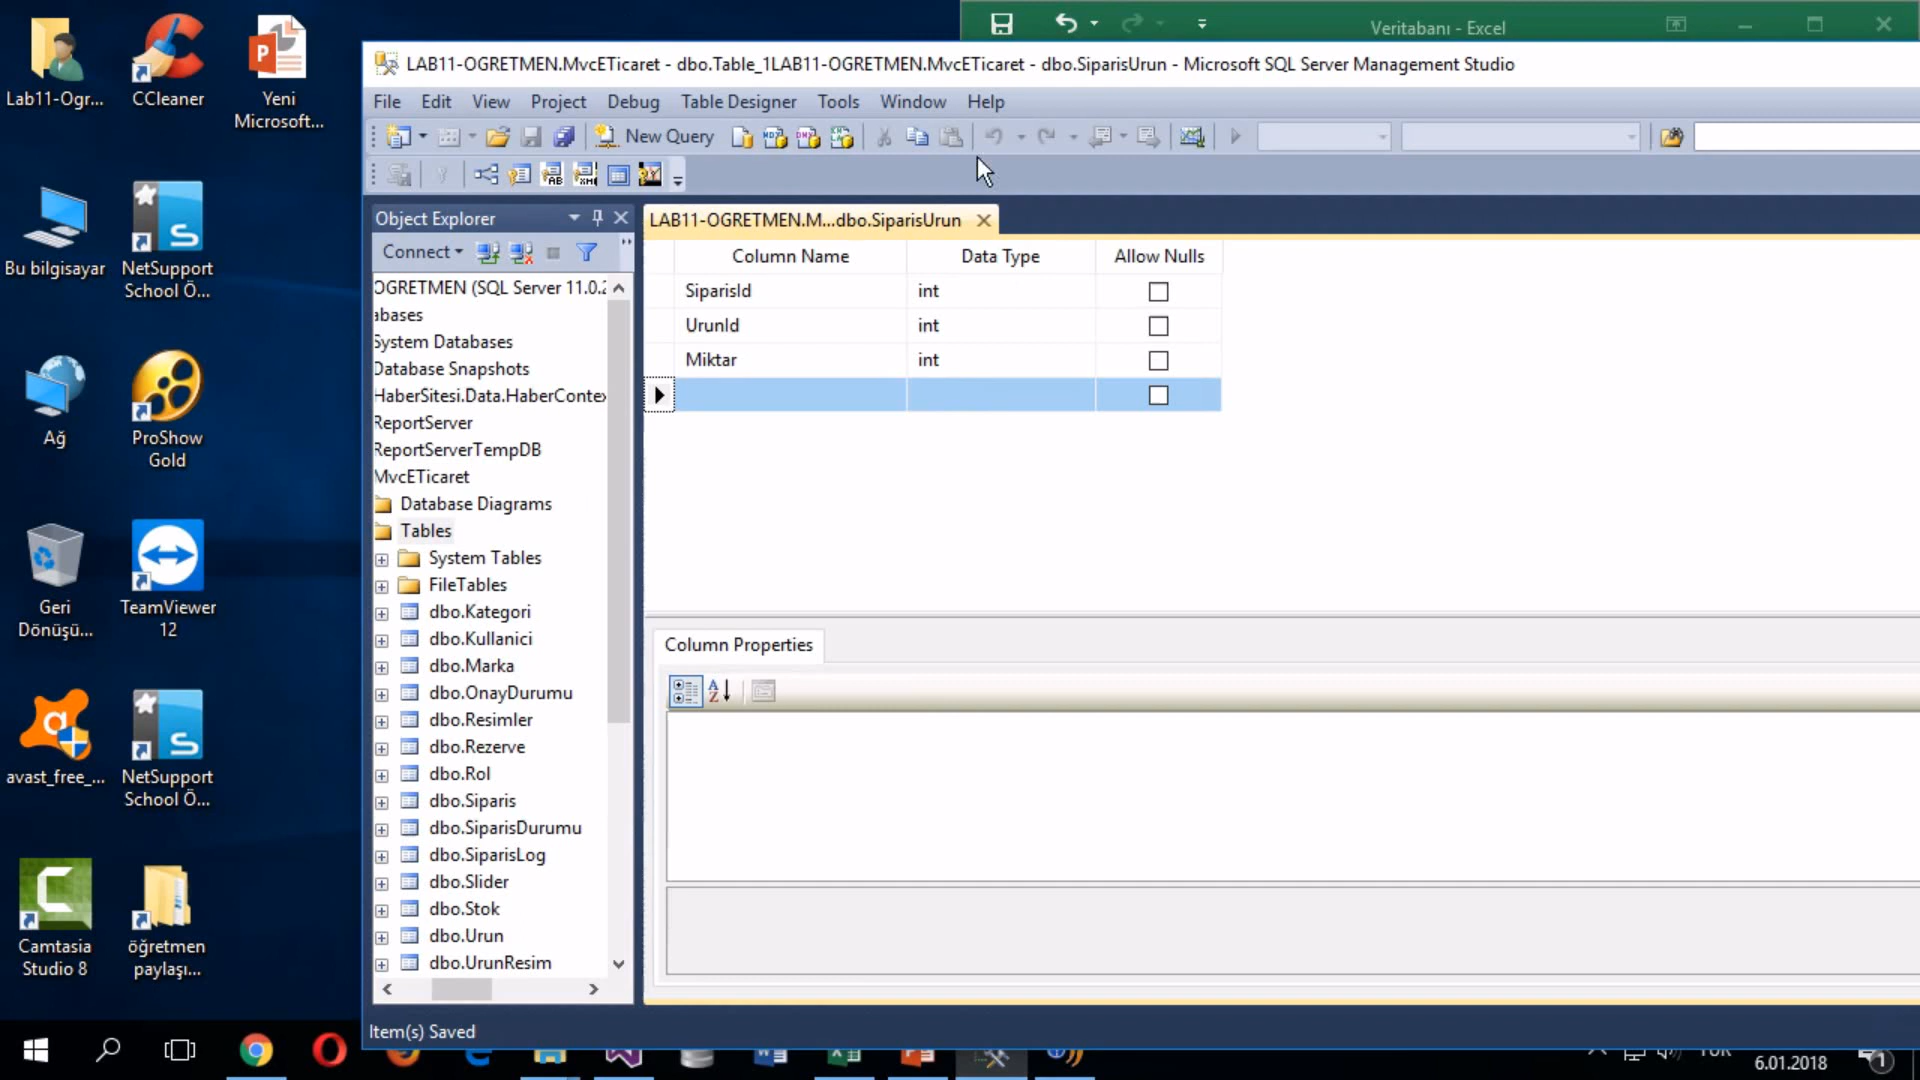 Veritabanı - Excel
Lab11-Ogr...
CCleaner
Yeni
Microsoft...
LAB11-OGRETMEN.MvcETicaret - dbo.Table_1LAB11-OGRETMEN.MvcETicaret - dbo.SiparisUrun - Microsoft SQL Server Management Studio
File Edit View Project Debug Table Designer Tools Window Help
New Query
Object Explorer
LAB11-OGRETMEN.M...dbo.SiparisUrun
Connect
Column Name Data Type Allow Nulls
SiparisId int
UrunId int
Miktar int
OGRETMEN (SQL Server 11.0.2
abases
System Databases
Database Snapshots
HaberSitesi.Data.HaberContex
ReportServer
ReportServerTempDB
MvcETicaret
Database Diagrams
Tables
System Tables
FileTables
dbo.Kategori
dbo.Kullanici
dbo.Marka
dbo.OnayDurumu
dbo.Resimler
dbo.Rezerve
dbo.Rol
dbo.Siparis
dbo.SiparisDurumu
dbo.SiparisLog
dbo.Slider
dbo.Stok
dbo.Urun
dbo.UrunResim
Column Properties
Item(s) Saved
Bu bilgisayar
NetSupport
School Ö...
Ağ
ProShow
Gold
Geri
Dönüşü...
TeamViewer
12
avast_free_...
NetSupport
School Ö...
Camtasia
Studio 8
öğretmen
paylaşı...
TUR
6.01.2018
1